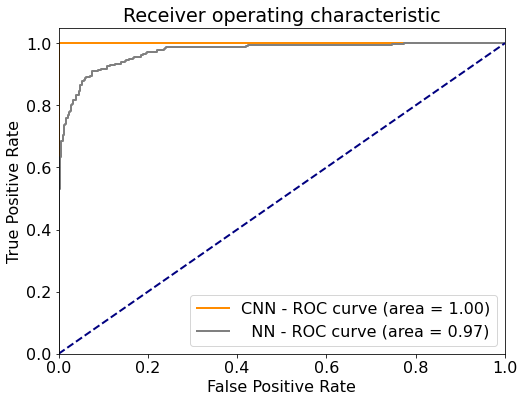 Receiver operating characteristic
True Positive Rate
1.0
0.8
0.6
0.4
0.2
0.0
CNN - ROC curve (area = 1.00)
NN - ROC curve (area = 0.97)
0.0 0.2 0.4 0.6 0.8 1.0
False Positive Rate